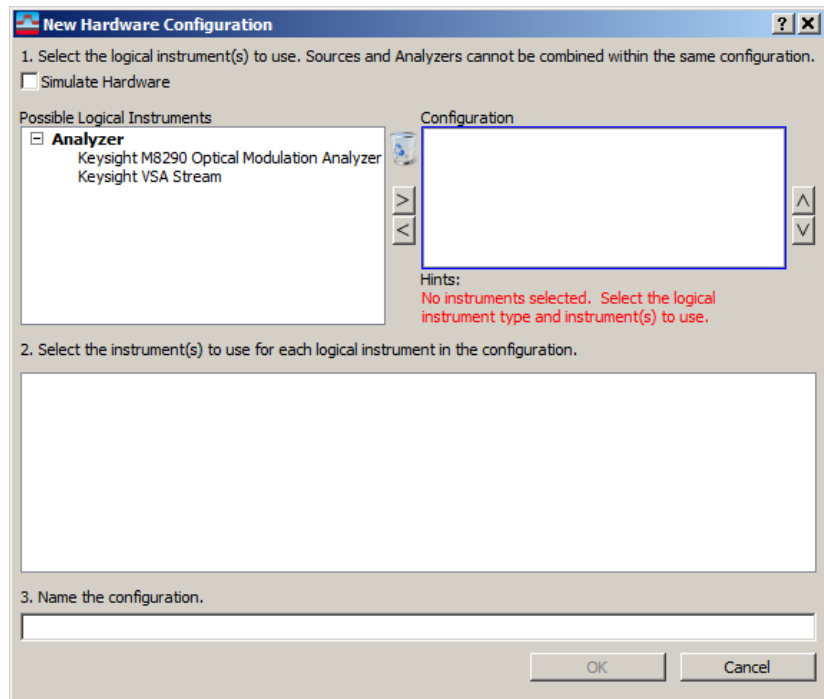 New Hardware Configuration
1. Select the logical instrument(s) to use. Sources and Analyzers cannot be combined within the same configuration.
Simulate Hardware
Possible Logical Instruments
Analyzer
Keysight M8290 Optical Modulation Analyzer
Keysight VSA Stream
>
<
Configuration
Hints:
No instruments selected. Select the logical
instrument type and instrument(s) to use.
2. Select the instrument(s) to use for each logical instrument in the configuration.
3. Name the configuration.
OK
Cancel